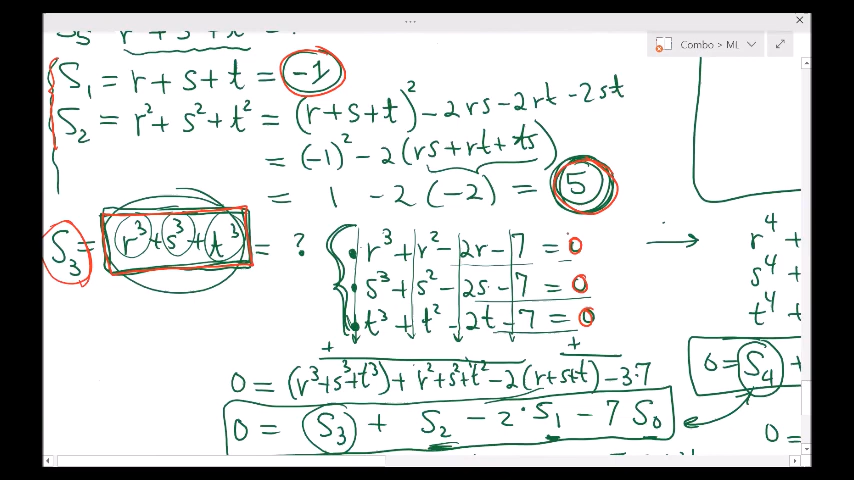 Combo > ML
S₁ = r + s + t = -1
S₂ = r² + s² + t² = (r + s + t)² - 2rs - 2rt - 2st
= (-1)² - 2(rs + rt + ts)
= 1 - 2(-2) = 5
S₃ = r³ + s³ + t³ = ?
r³ + r² - 2r - 7 = 0
s³ + s² - 2s - 7 = 0
t³ + t² - 2t - 7 = 0
→ r⁴ +
s⁴ +
t⁴ +
+ +
0 = (r³+s³+t³) + r²+s²+t² - 2(r+s+t) - 3·7
0 = S₃ + S₂ - 2·S₁ - 7 S₀
0 = S₄ +
0 =